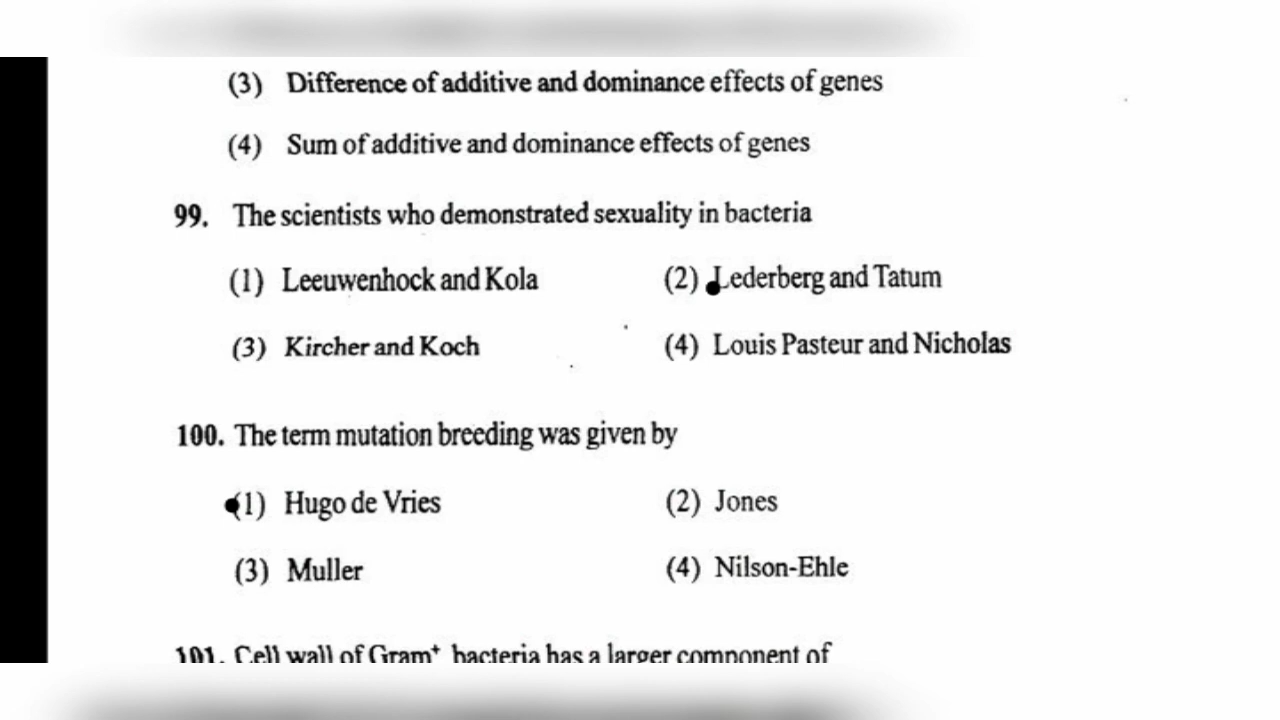 (3) Difference of additive and dominance effects of genes
(4) Sum of additive and dominance effects of genes
99. The scientists who demonstrated sexuality in bacteria
(1) Leeuwenhock and Kola (2) Lederberg and Tatum
(3) Kircher and Koch (4) Louis Pasteur and Nicholas
100. The term mutation breeding was given by
(1) Hugo de Vries (2) Jones
(3) Muller (4) Nilson-Ehle
101. Cell wall of Gram⁺ bacteria has a larger component of